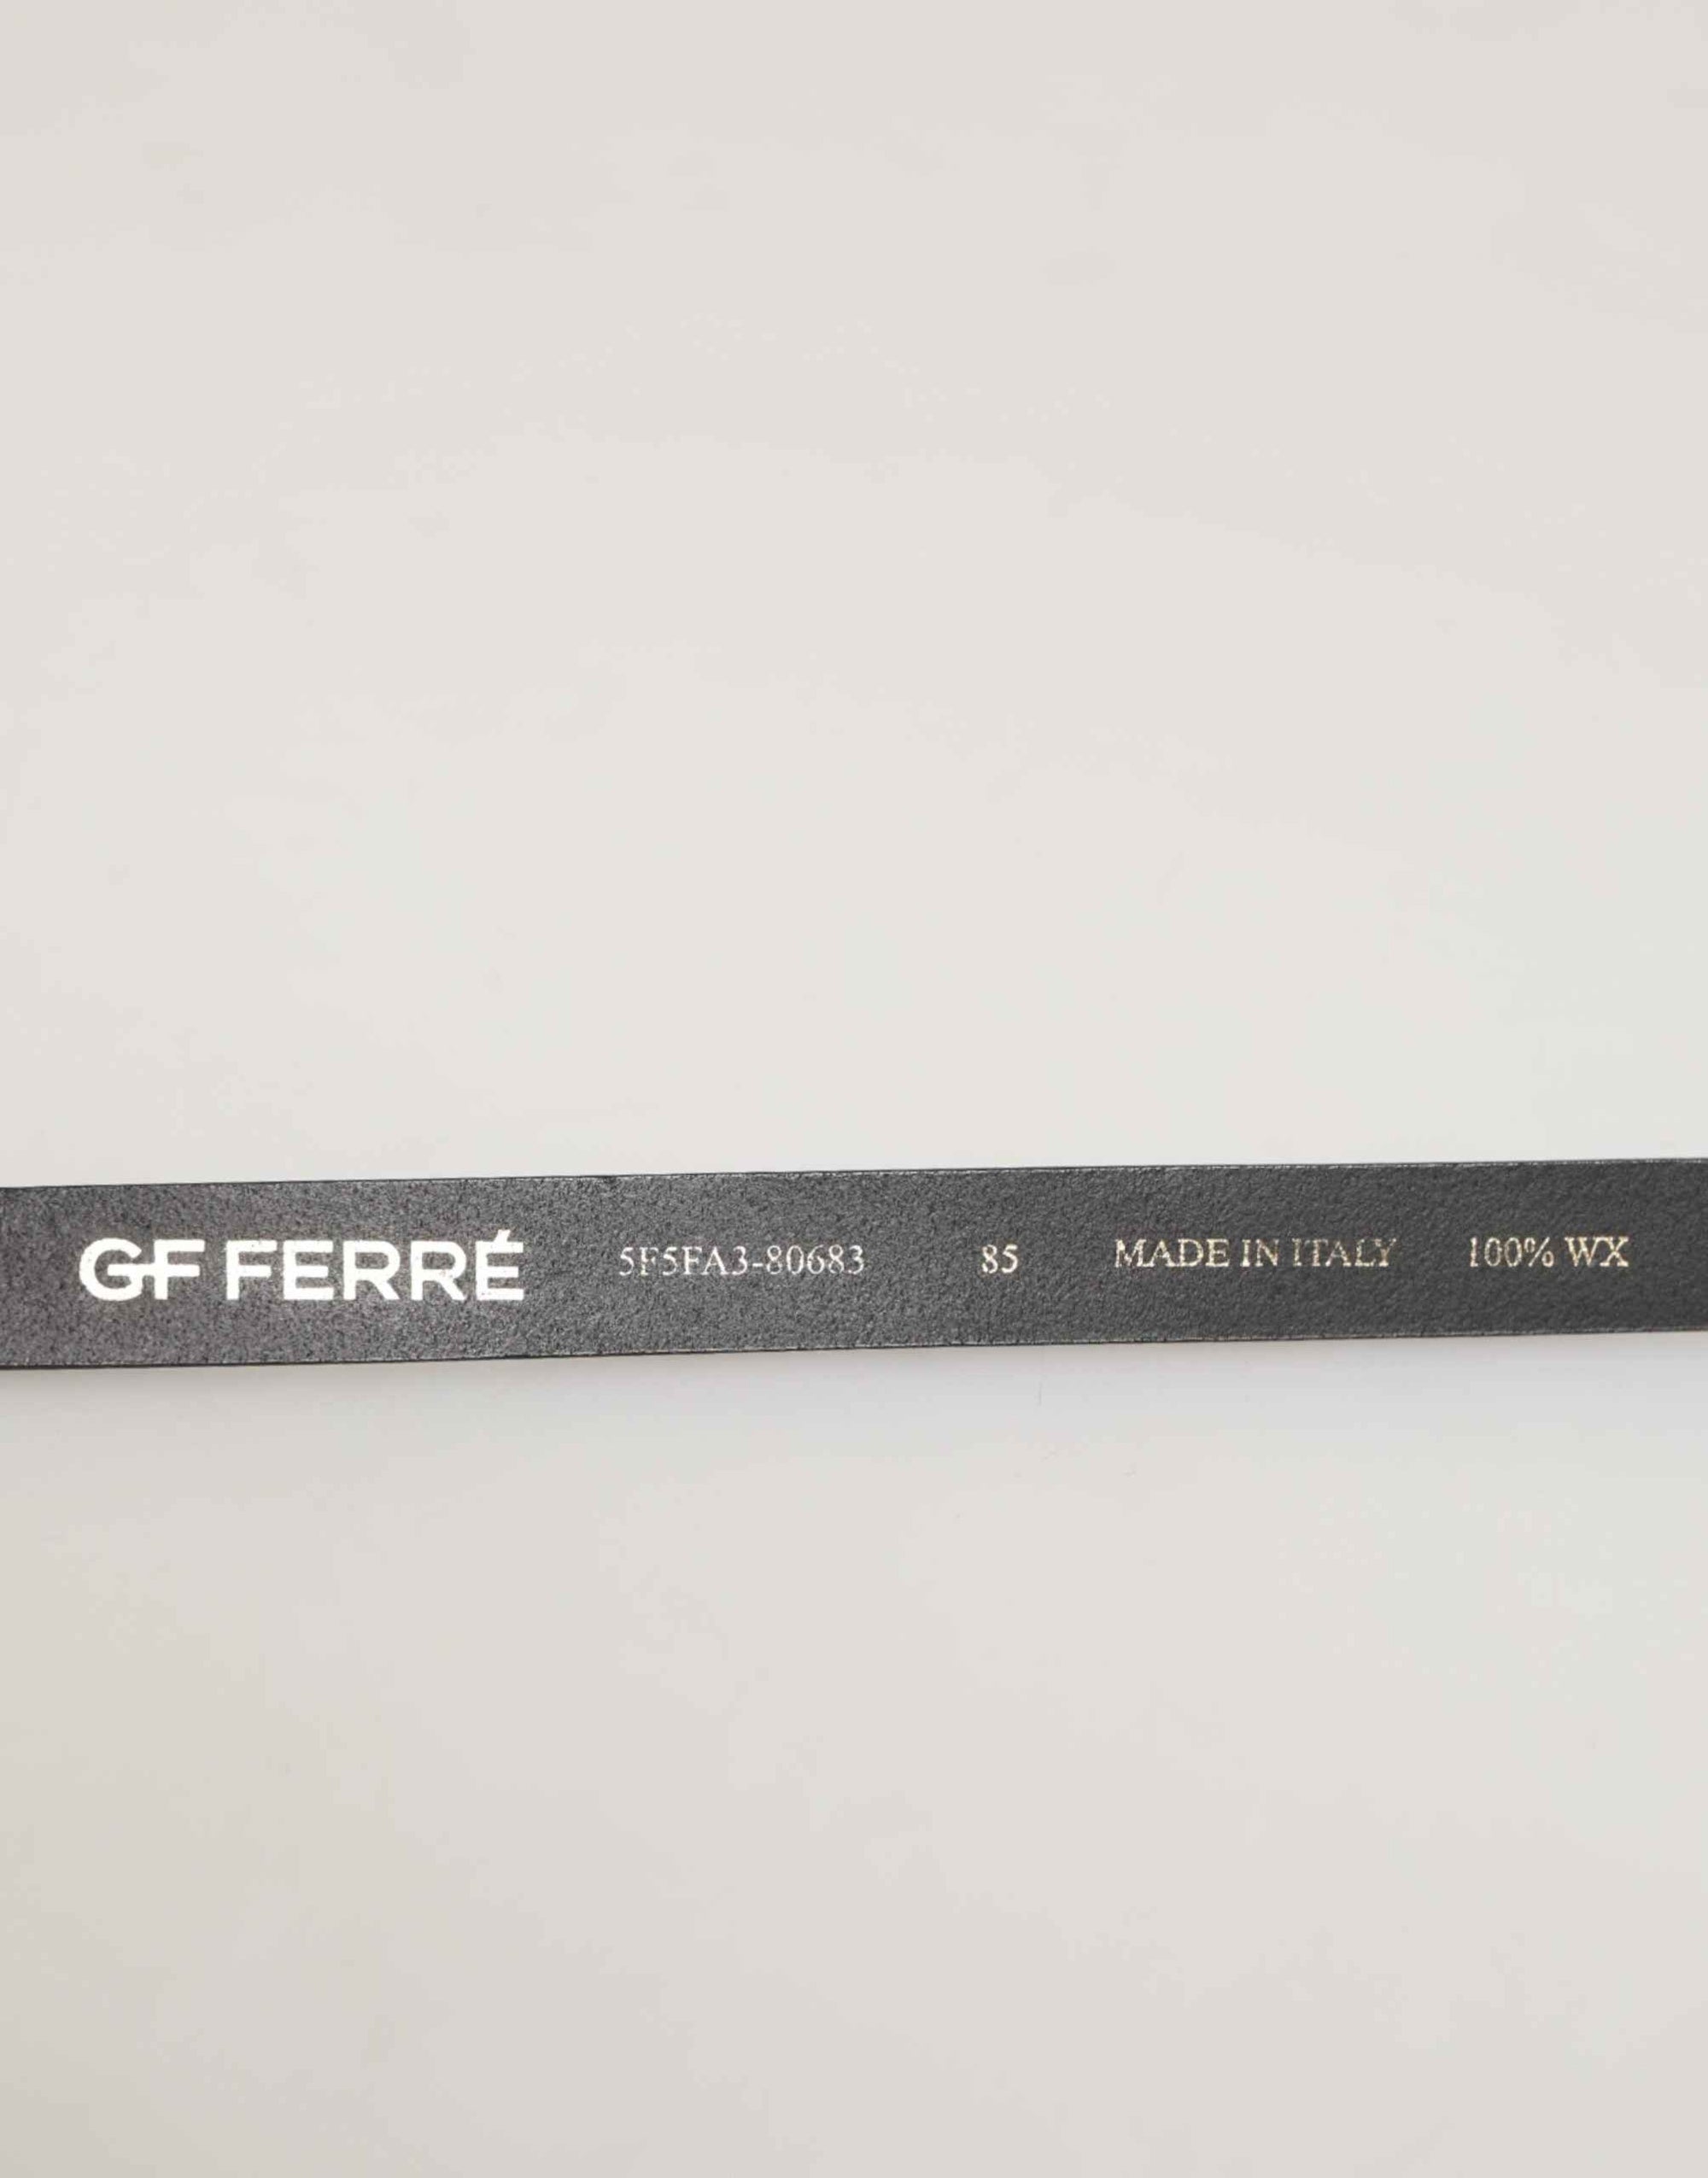 GF FERRÉ 5F5FA3-80683 85 MADE IN ITALY 100% WX